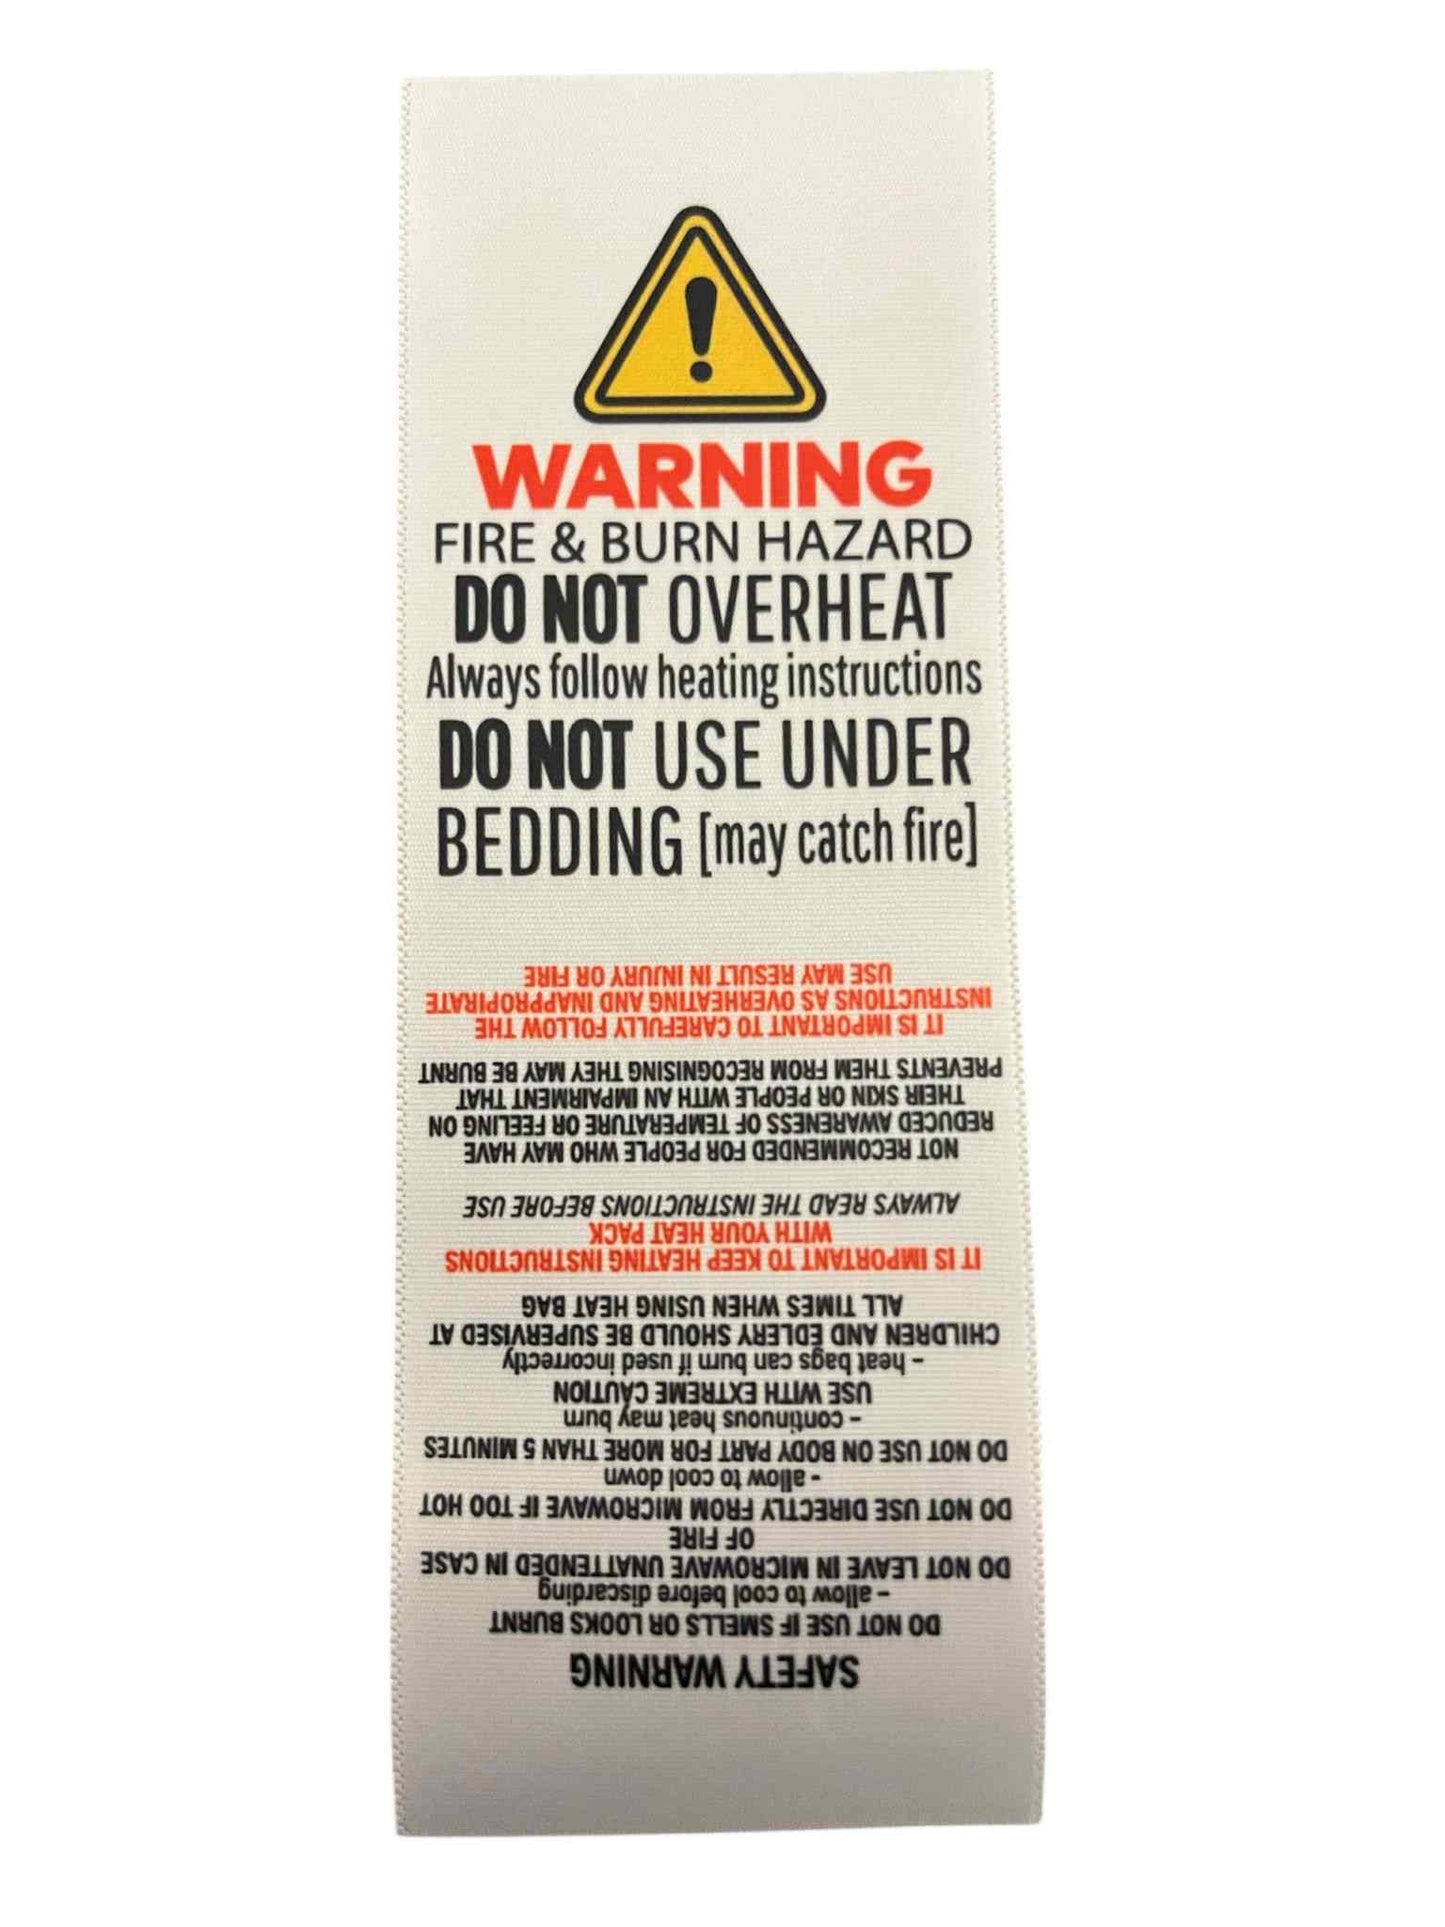 WARNING
FIRE & BURN HAZARD
DO NOT OVERHEAT
Always follow heating instructions
DO NOT USE UNDER
BEDDING [may catch fire]
SAFETY WARNING
DO NOT USE IF SMELLS OR LOOKS BURNT
- allow to cool before discarding
DO NOT LEAVE IN MICROWAVE UNATTENDED IN CASE
OF FIRE
DO NOT USE DIRECTLY FROM MICROWAVE IF TOO HOT
- allow to cool down
DO NOT USE ON BODY PART FOR MORE THAN 5 MINUTES
- continuous heat may burn
USE WITH EXTREME CAUTION
- heat bags can burn if used incorrectly
CHILDREN AND EDLERY SHOULD BE SUPERVISED AT
ALL TIMES WHEN USING HEAT BAG
IT IS IMPORTANT TO KEEP HEATING INSTRUCTIONS
WITH YOUR HEAT PACK
ALWAYS READ THE INSTRUCTIONS BEFORE USE
NOT RECOMMENDED FOR PEOPLE WHO MAY HAVE
REDUCED AWARENESS OF TEMPERATURE OR FEELING ON
THEIR SKIN OR PEOPLE WITH AN IMPAIRMENT THAT
PREVENTS THEM FROM RECOGNISING THEY MAY BE BURNT
IT IS IMPORTANT TO CAREFULLY FOLLOW THE
INSTRUCTIONS AS OVERHEATING AND INAPPROPIRATE
USE MAY RESULT IN INJURY OR FIRE